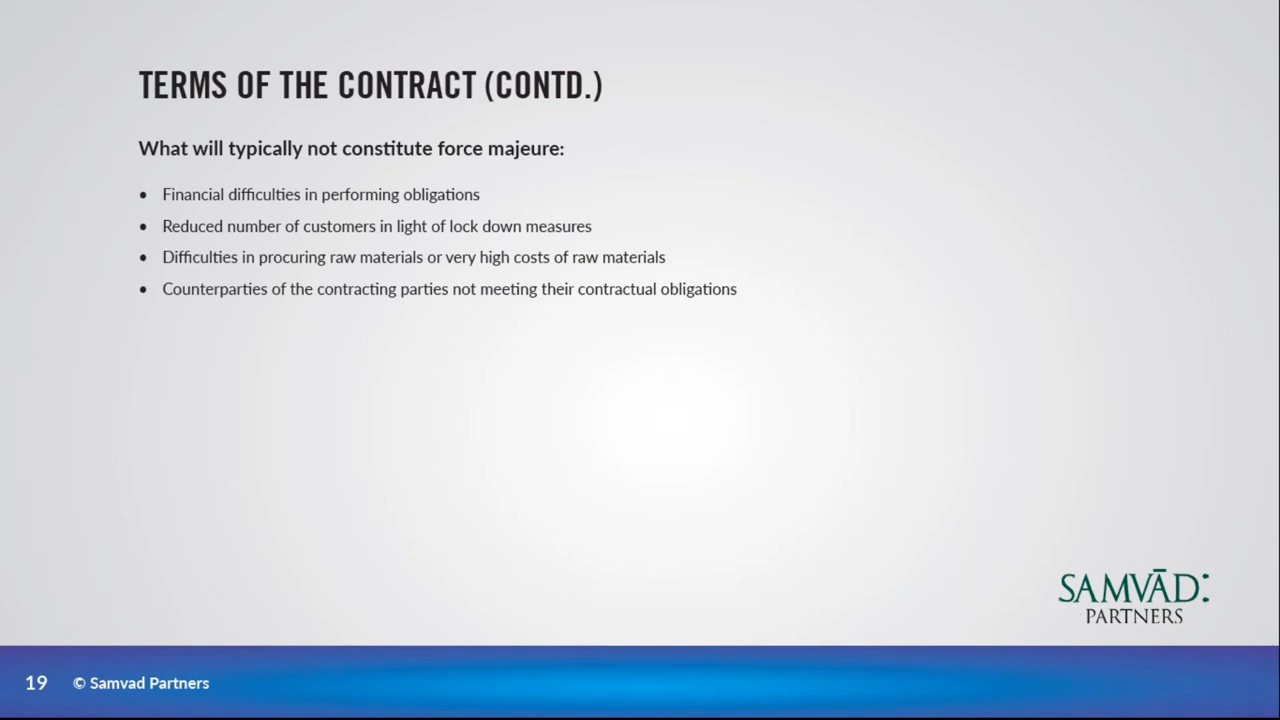 TERMS OF THE CONTRACT (CONTD.)
What will typically not constitute force majeure:
• Financial difficulties in performing obligations
• Reduced number of customers in light of lock down measures
• Difficulties in procuring raw materials or very high costs of raw materials
• Counterparties of the contracting parties not meeting their contractual obligations
SAMVĀD:
PARTNERS
19 © Samvad Partners